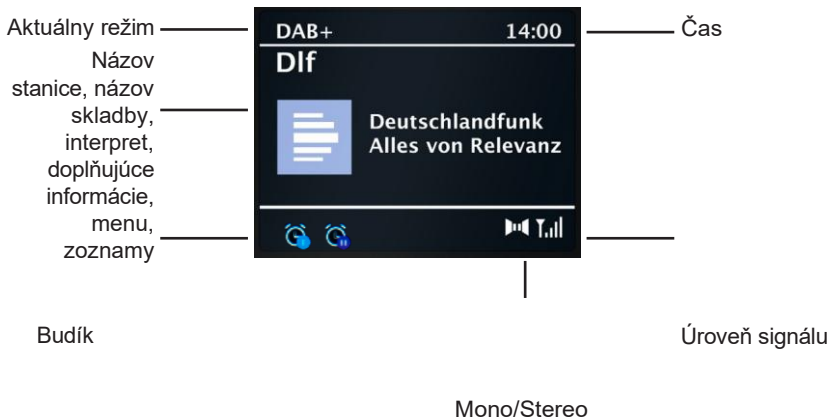 Aktuálny režim
Názov
stanice, názov
skladby,
interpret,
doplňujúce
informácie,
menu,
zoznamy
DAB+ 14:00
Dlf
Deutschlandfunk
Alles von Relevanz
Čas
Budík
Úroveň signálu
Mono/Stereo